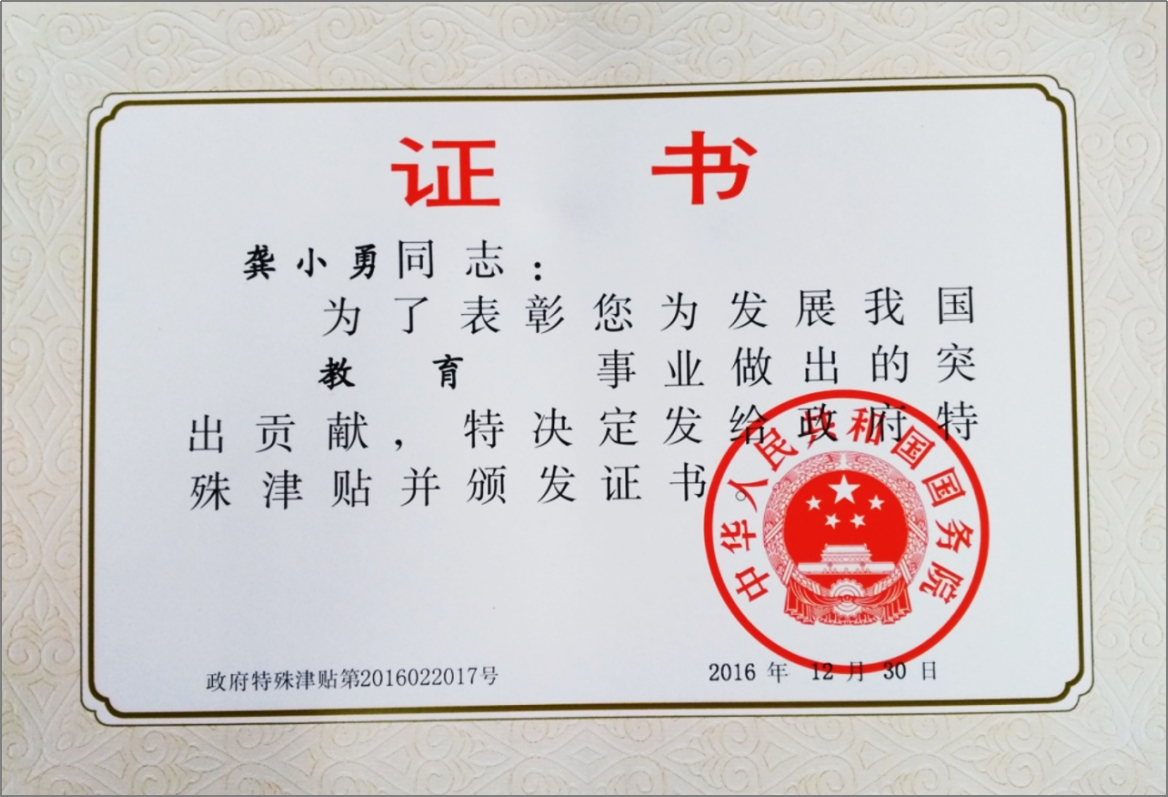 证 书
龚小勇同志：
为了表彰您为发展我国
教 育 事业做出的突
出贡献，特决定发给政府特
殊津贴并颁发证书。
中华人民共和国国务院
政府特殊津贴第2016022017号
2016 年 12 月 30 日